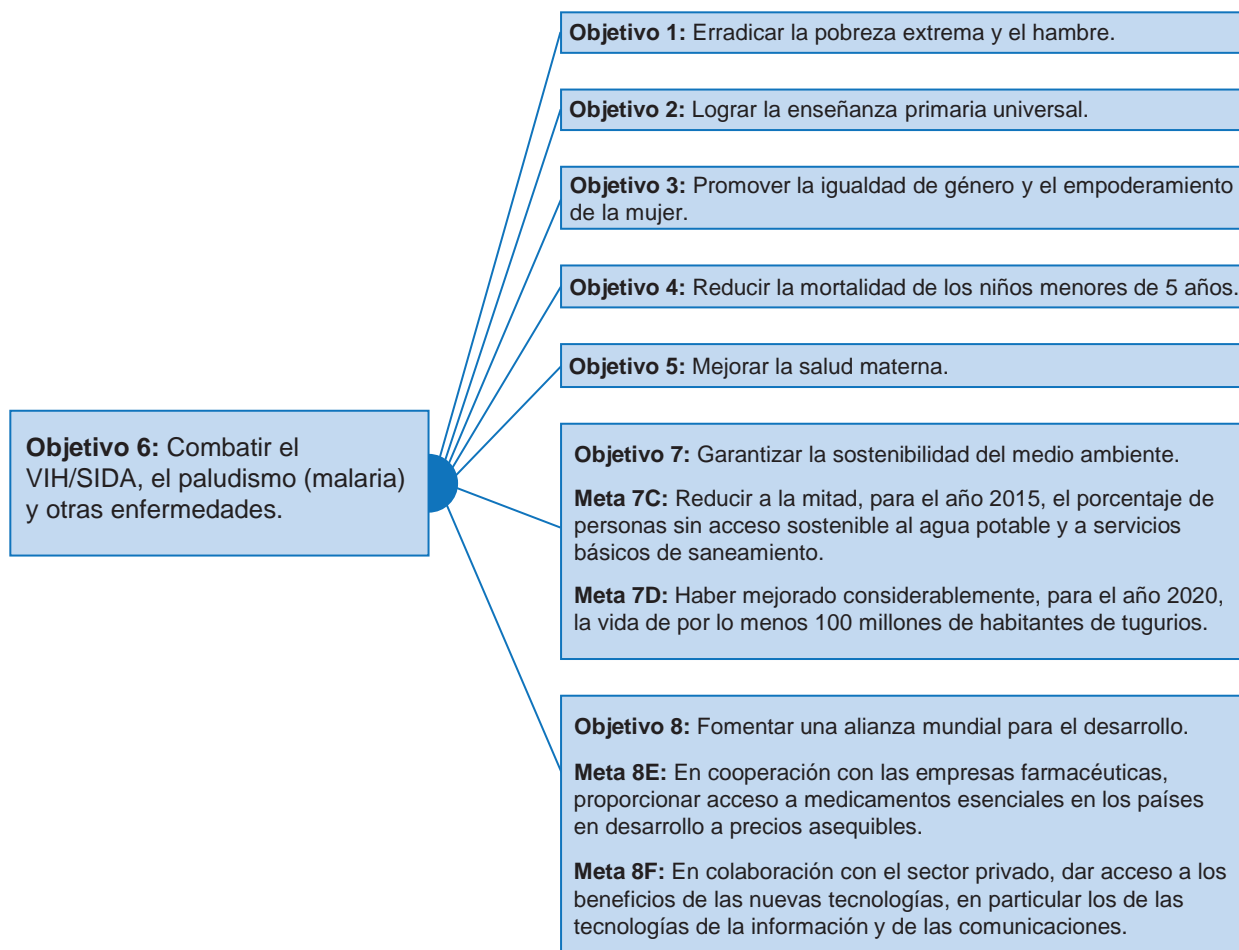 Objetivo 1: Erradicar la pobreza extrema y el hambre.
Objetivo 2: Lograr la enseñanza primaria universal.
Objetivo 3: Promover la igualdad de género y el empoderamiento
de la mujer.
Objetivo 4: Reducir la mortalidad de los niños menores de 5 años.
Objetivo 5: Mejorar la salud materna.
Objetivo 6: Combatir el
VIH/SIDA, el paludismo (malaria)
y otras enfermedades.
Objetivo 7: Garantizar la sostenibilidad del medio ambiente.
Meta 7C: Reducir a la mitad, para el año 2015, el porcentaje de
personas sin acceso sostenible al agua potable y a servicios
básicos de saneamiento.
Meta 7D: Haber mejorado considerablemente, para el año 2020,
la vida de por lo menos 100 millones de habitantes de tugurios.
Objetivo 8: Fomentar una alianza mundial para el desarrollo.
Meta 8E: En cooperación con las empresas farmacéuticas,
proporcionar acceso a medicamentos esenciales en los países
en desarrollo a precios asequibles.
Meta 8F: En colaboración con el sector privado, dar acceso a los
beneficios de las nuevas tecnologías, en particular los de las
tecnologías de la información y de las comunicaciones.